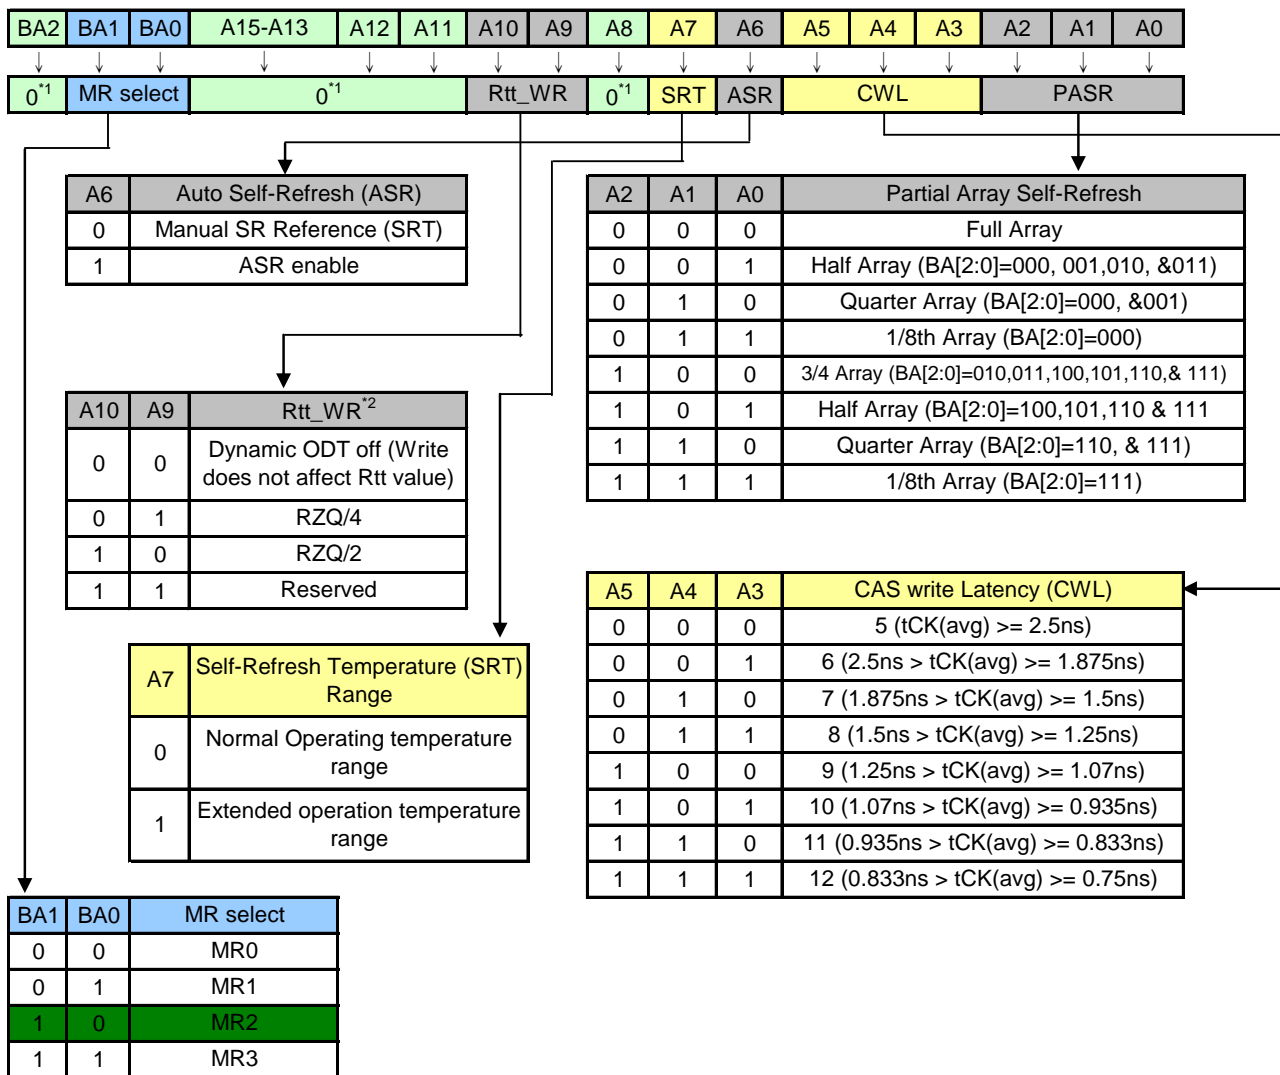 BA2 BA1 BA0 A15-A13 A12 A11 A10 A9 A8 A7 A6 A5 A4 A3 A2 A1 A0
0*1 MR select 0*1 Rtt_WR 0*1 SRT ASR CWL PASR
A6 Auto Self-Refresh (ASR)
0 Manual SR Reference (SRT)
1 ASR enable
A2 A1 A0 Partial Array Self-Refresh
0 0 0 Full Array
0 0 1 Half Array (BA[2:0]=000, 001,010, &011)
0 1 0 Quarter Array (BA[2:0]=000, &001)
0 1 1 1/8th Array (BA[2:0]=000)
1 0 0 3/4 Array (BA[2:0]=010,011,100,101,110,& 111)
1 0 1 Half Array (BA[2:0]=100,101,110 & 111
1 1 0 Quarter Array (BA[2:0]=110, & 111)
1 1 1 1/8th Array (BA[2:0]=111)
A10 A9 Rtt_WR*2
0 0 Dynamic ODT off (Write
does not affect Rtt value)
0 1 RZQ/4
1 0 RZQ/2
1 1 Reserved
A5 A4 A3 CAS write Latency (CWL)
0 0 0 5 (tCK(avg) >= 2.5ns)
0 0 1 6 (2.5ns > tCK(avg) >= 1.875ns)
0 1 0 7 (1.875ns > tCK(avg) >= 1.5ns)
0 1 1 8 (1.5ns > tCK(avg) >= 1.25ns)
1 0 0 9 (1.25ns > tCK(avg) >= 1.07ns)
1 0 1 10 (1.07ns > tCK(avg) >= 0.935ns)
1 1 0 11 (0.935ns > tCK(avg) >= 0.833ns)
1 1 1 12 (0.833ns > tCK(avg) >= 0.75ns)
A7 Self-Refresh Temperature (SRT)
Range
0 Normal Operating temperature
range
1 Extended operation temperature
range
BA1 BA0 MR select
0 0 MR0
0 1 MR1
1 0 MR2
1 1 MR3